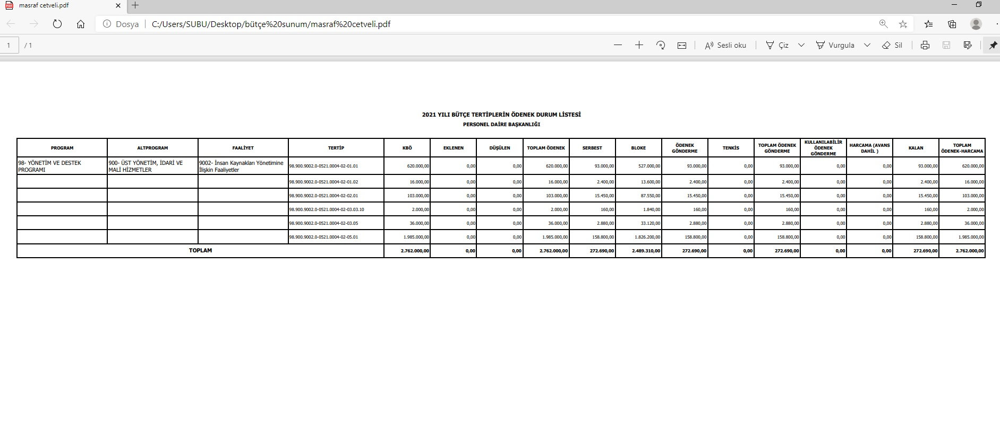 masraf cetveli.pdf
Dosya C:/Users/SUBU/Desktop/bütçe%20sunum/masraf%20cetveli.pdf
1 / 1 Sesli oku Çiz Vurgula Sil
2021 YILI BÜTÇE TERTİPLERİN ÖDENEK DURUM LİSTESİ
PERSONEL DAİRE BAŞKANLIĞI
PROGRAM ALTPROGRAM FAALİYET TERTİP KBÖ EKLENEN DÜŞÜLEN TOPLAM ÖDENEK SERBEST BLOKE ÖDENEK GÖNDERME TENKİS TOPLAM ÖDENEK GÖNDERME KULLANILABİLİR ÖDENEK GÖNDERME HARCAMA (AVANS DAHİL ) KALAN TOPLAM ÖDENEK-HARCAMA
98- YÖNETİM VE DESTEK PROGRAMI 900- ÜST YÖNETİM, İDARİ VE MALİ HİZMETLER 9002- İnsan Kaynakları Yönetimine İlişkin Faaliyetler 98.900.9002.0-0521.0004-02-01.01 620.000,00 0,00 0,00 620.000,00 93.000,00 527.000,00 93.000,00 0,00 93.000,00 0,00 0,00 93.000,00 620.000,00
98.900.9002.0-0521.0004-02-01.02 16.000,00 0,00 0,00 16.000,00 2.400,00 13.600,00 2.400,00 0,00 2.400,00 0,00 0,00 2.400,00 16.000,00
98.900.9002.0-0521.0004-02-02.01 103.000,00 0,00 0,00 103.000,00 15.450,00 87.550,00 15.450,00 0,00 15.450,00 0,00 0,00 15.450,00 103.000,00
98.900.9002.0-0521.0004-02-03.03.10 2.000,00 0,00 0,00 2.000,00 160,00 1.840,00 160,00 0,00 160,00 0,00 0,00 160,00 2.000,00
98.900.9002.0-0521.0004-02-03.05 36.000,00 0,00 0,00 36.000,00 2.880,00 33.120,00 2.880,00 0,00 2.880,00 0,00 0,00 2.880,00 36.000,00
98.900.9002.0-0521.0004-02-05.01 1.985.000,00 0,00 0,00 1.985.000,00 158.800,00 1.826.200,00 158.800,00 0,00 158.800,00 0,00 0,00 158.800,00 1.985.000,00
TOPLAM 2.762.000,00 0,00 0,00 2.762.000,00 272.690,00 2.489.310,00 272.690,00 0,00 272.690,00 0,00 0,00 272.690,00 2.762.000,00